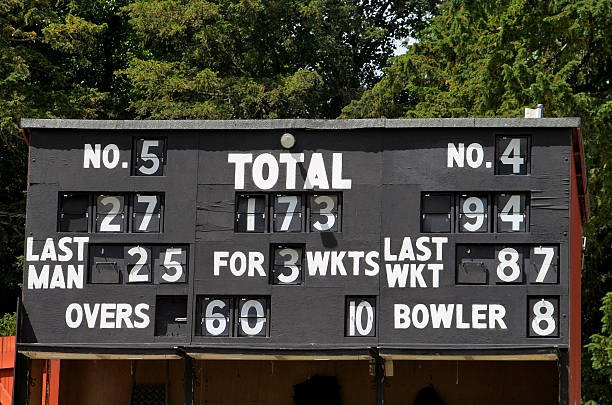 NO. 5 TOTAL NO. 4
27 173 94
LAST MAN 25 FOR 3 WKTS LAST WKT 87
OVERS 60 10 BOWLER 8